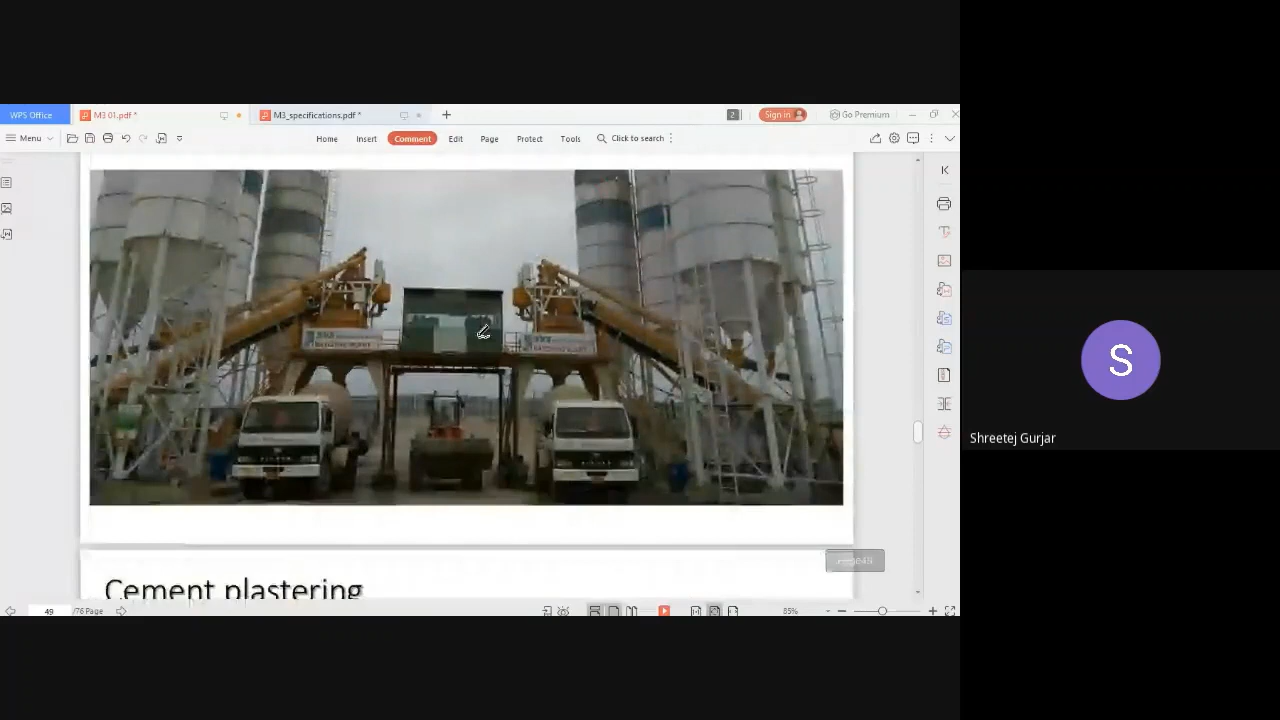 WPS Office
M3 01.pdf *
M3_specifications.pdf *
2
Sign in
Go Premium
Menu
Home
Insert
Comment
Edit
Page
Protect
Tools
Click to search
S
Shreetej Gurjar
Cement plastering
49
/76 Page
85%